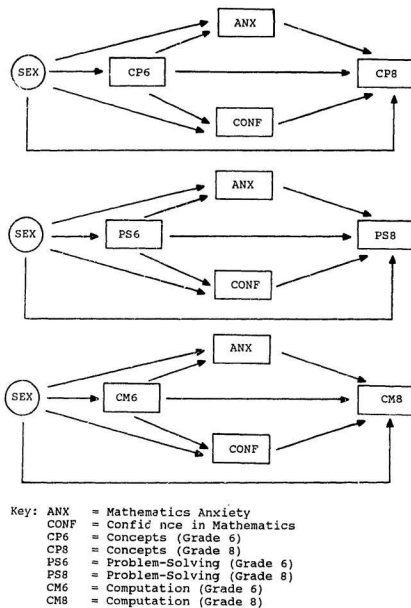 ANX
SEX CP6 CP8
CONF
ANX
SEX PS6 PS8
CONF
ANX
SEX CM6 CM8
CONF
Key: ANX = Mathematics Anxiety
CONF = Confid nce in Mathematics
CP6 = Concepts (Grade 6)
CP8 = Concepts (Grade 8)
PS6 = Problem-Solving (Grade 6)
PS8 = Problem-Solving (Grade 8)
CM6 = Computation (Grade 6)
CM8 = Computation (Grade 8)